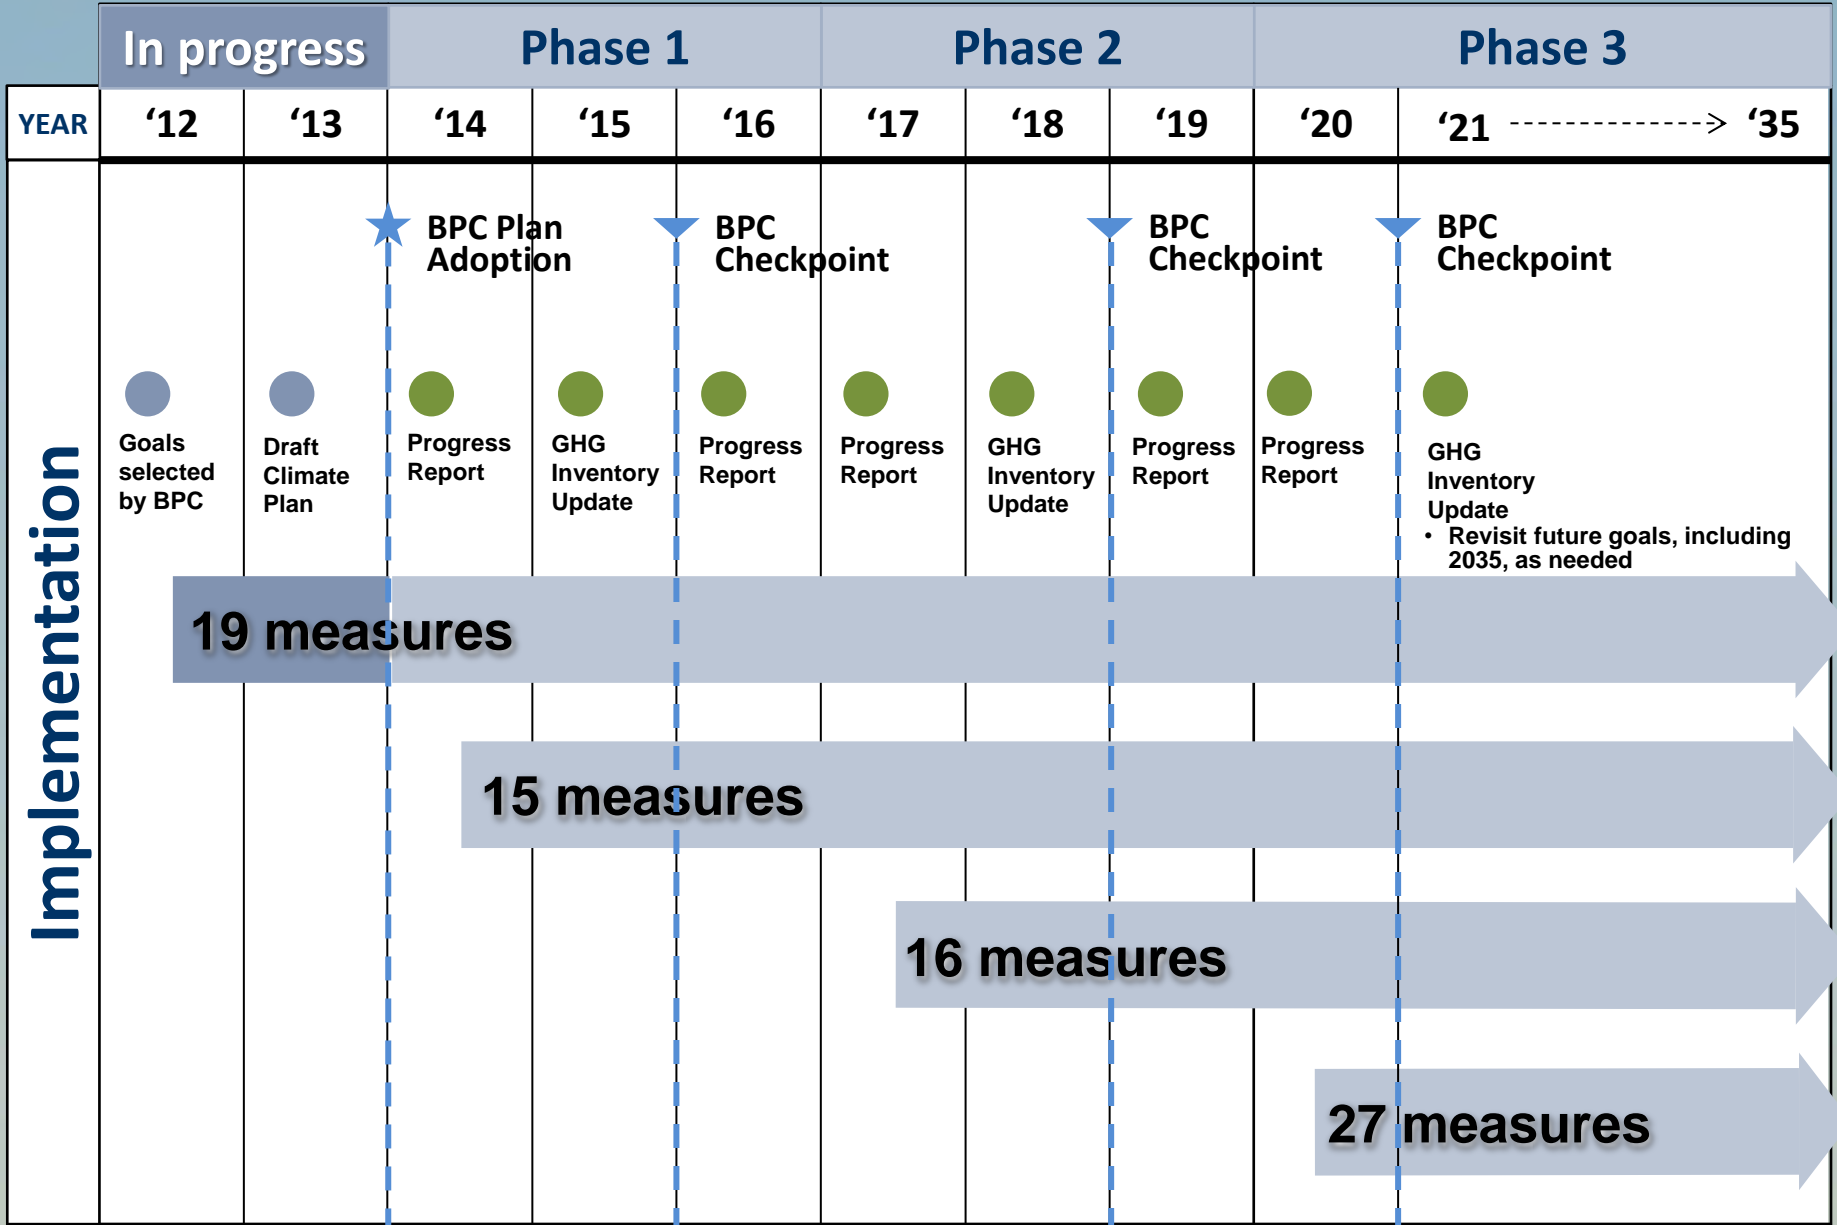 In progress
Phase 1
Phase 2
Phase 3
YEAR
‘12
‘13
‘14
‘15
‘16
‘17
‘18
‘19
‘20
‘21
‘35
Implementation
BPC Plan
Adoption
BPC
Checkpoint
BPC
Checkpoint
BPC
Checkpoint
Goals
selected
by BPC
Draft
Climate
Plan
Progress
Report
GHG
Inventory
Update
Progress
Report
Progress
Report
GHG
Inventory
Update
Progress
Report
Progress
Report
GHG
Inventory
Update
• Revisit future goals, including
2035, as needed
19 measures
15 measures
16 measures
27 measures